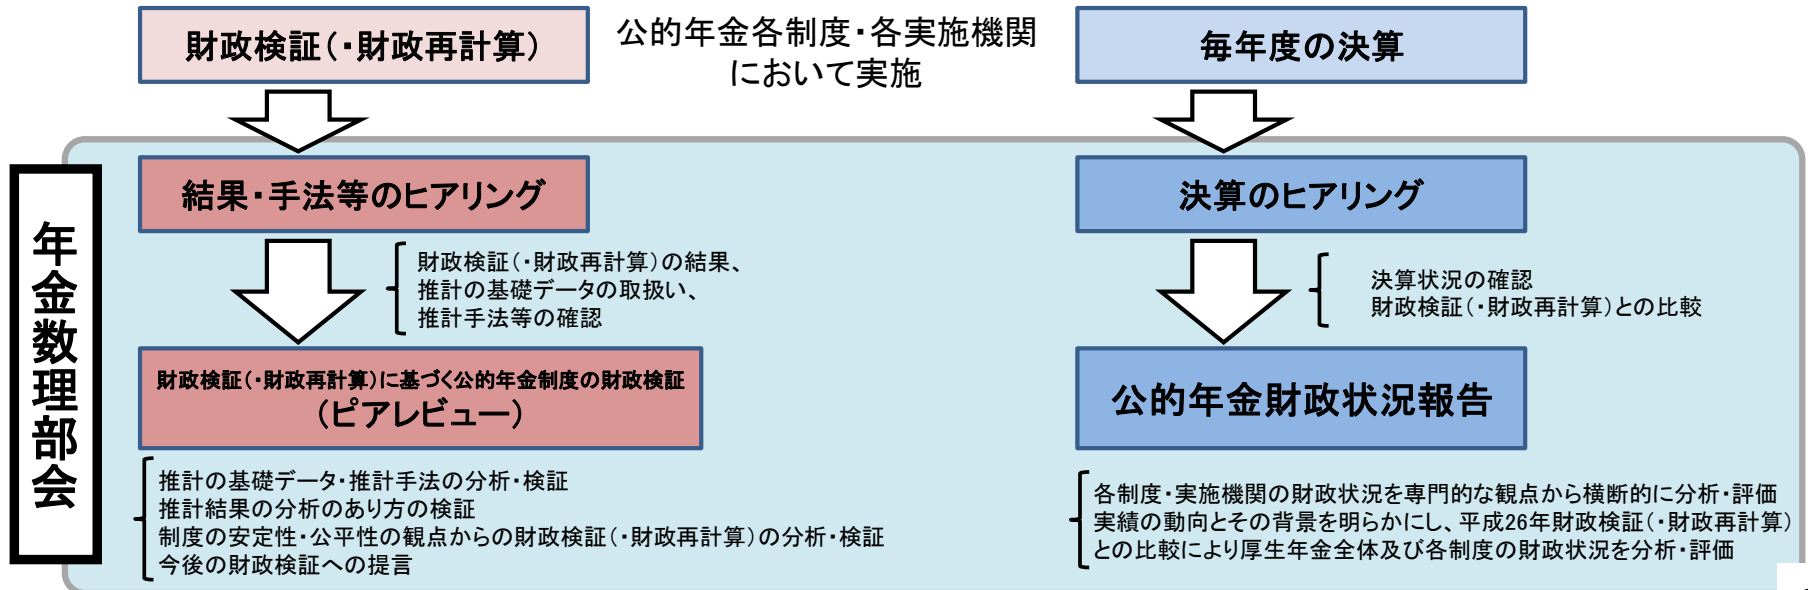 財政検証(・財政再計算)
公的年金各制度・各実施機関
において実施
毎年度の決算
年金数理部会
結果・手法等のヒアリング
財政検証(・財政再計算)の結果、
推計の基礎データの取扱い、
推計手法等の確認
財政検証(・財政再計算)に基づく公的年金制度の財政検証
(ピアレビュー)
推計の基礎データ・推計手法の分析・検証
推計結果の分析のあり方の検証
制度の安定性・公平性の観点からの財政検証(・財政再計算)の分析・検証
今後の財政検証への提言
決算のヒアリング
決算状況の確認
財政検証(・財政再計算)との比較
公的年金財政状況報告
各制度・実施機関の財政状況を専門的な観点から横断的に分析・評価
実績の動向とその背景を明らかにし、平成26年財政検証(・財政再計算)
との比較により厚生年金全体及び各制度の財政状況を分析・評価